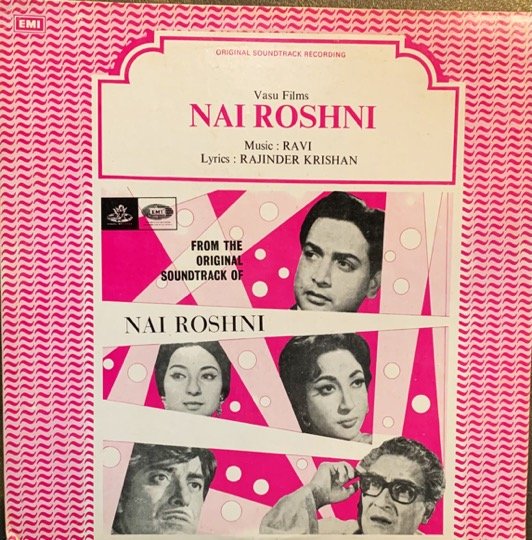 EMI
ORIGINAL SOUNDTRACK RECORDING
Vasu Films
NAI ROSHNI
Music : RAVI
Lyrics : RAJINDER KRISHAN
EMI
FROM THE
ORIGINAL
SOUNDTRACK OF
NAI ROSHNI